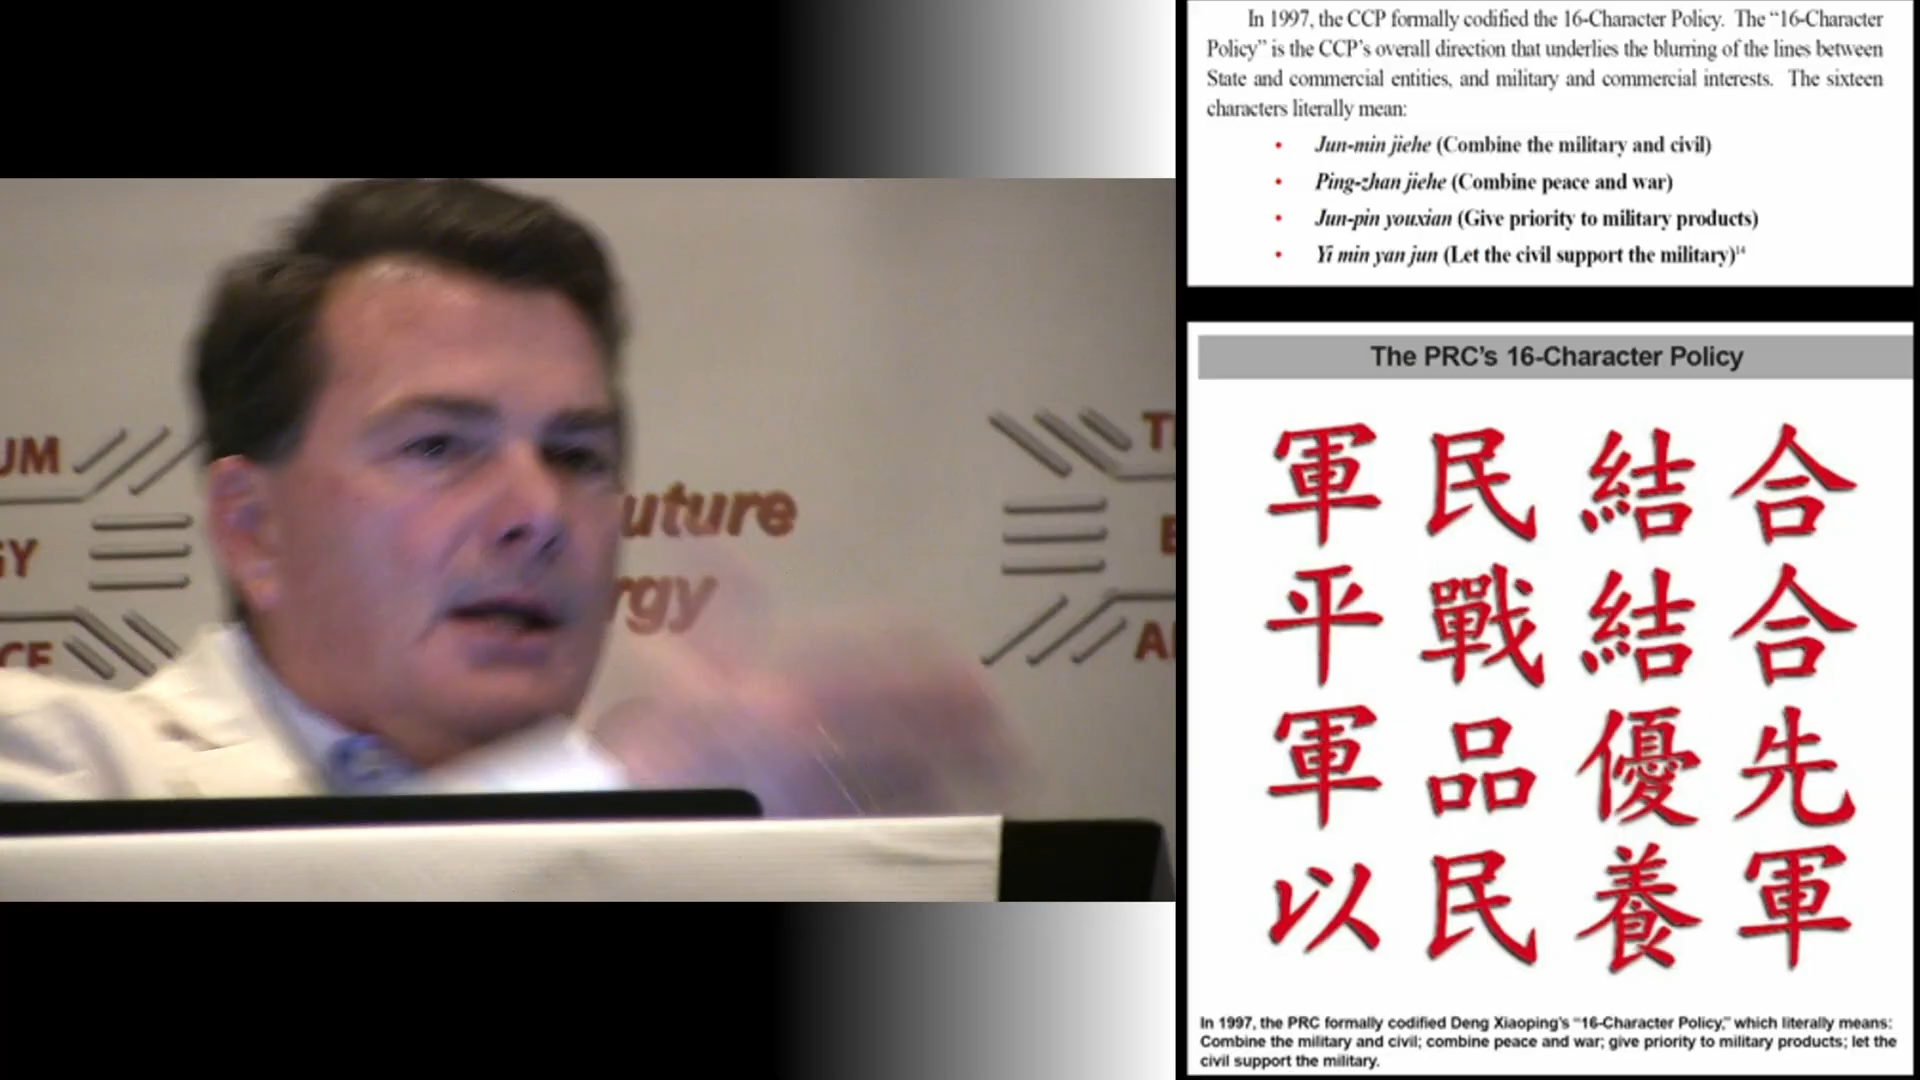 In 1997, the CCP formally codified the 16-Character Policy. The “16-Character
Policy” is the CCP’s overall direction that underlies the blurring of the lines between
State and commercial entities, and military and commercial interests. The sixteen
characters literally mean:
• Jun-min jiehe (Combine the military and civil)
• Ping-zhan jiehe (Combine peace and war)
• Jun-pin youxian (Give priority to military products)
• Yi min yan jun (Let the civil support the military)14
The PRC’s 16-Character Policy
軍民結合
平戰結合
軍品優先
以民養軍
In 1997, the PRC formally codified Deng Xiaoping’s “16-Character Policy,” which literally means:
Combine the military and civil; combine peace and war; give priority to military products; let the
civil support the military.
UM
GY
CE
uture
rgy
T
E
A